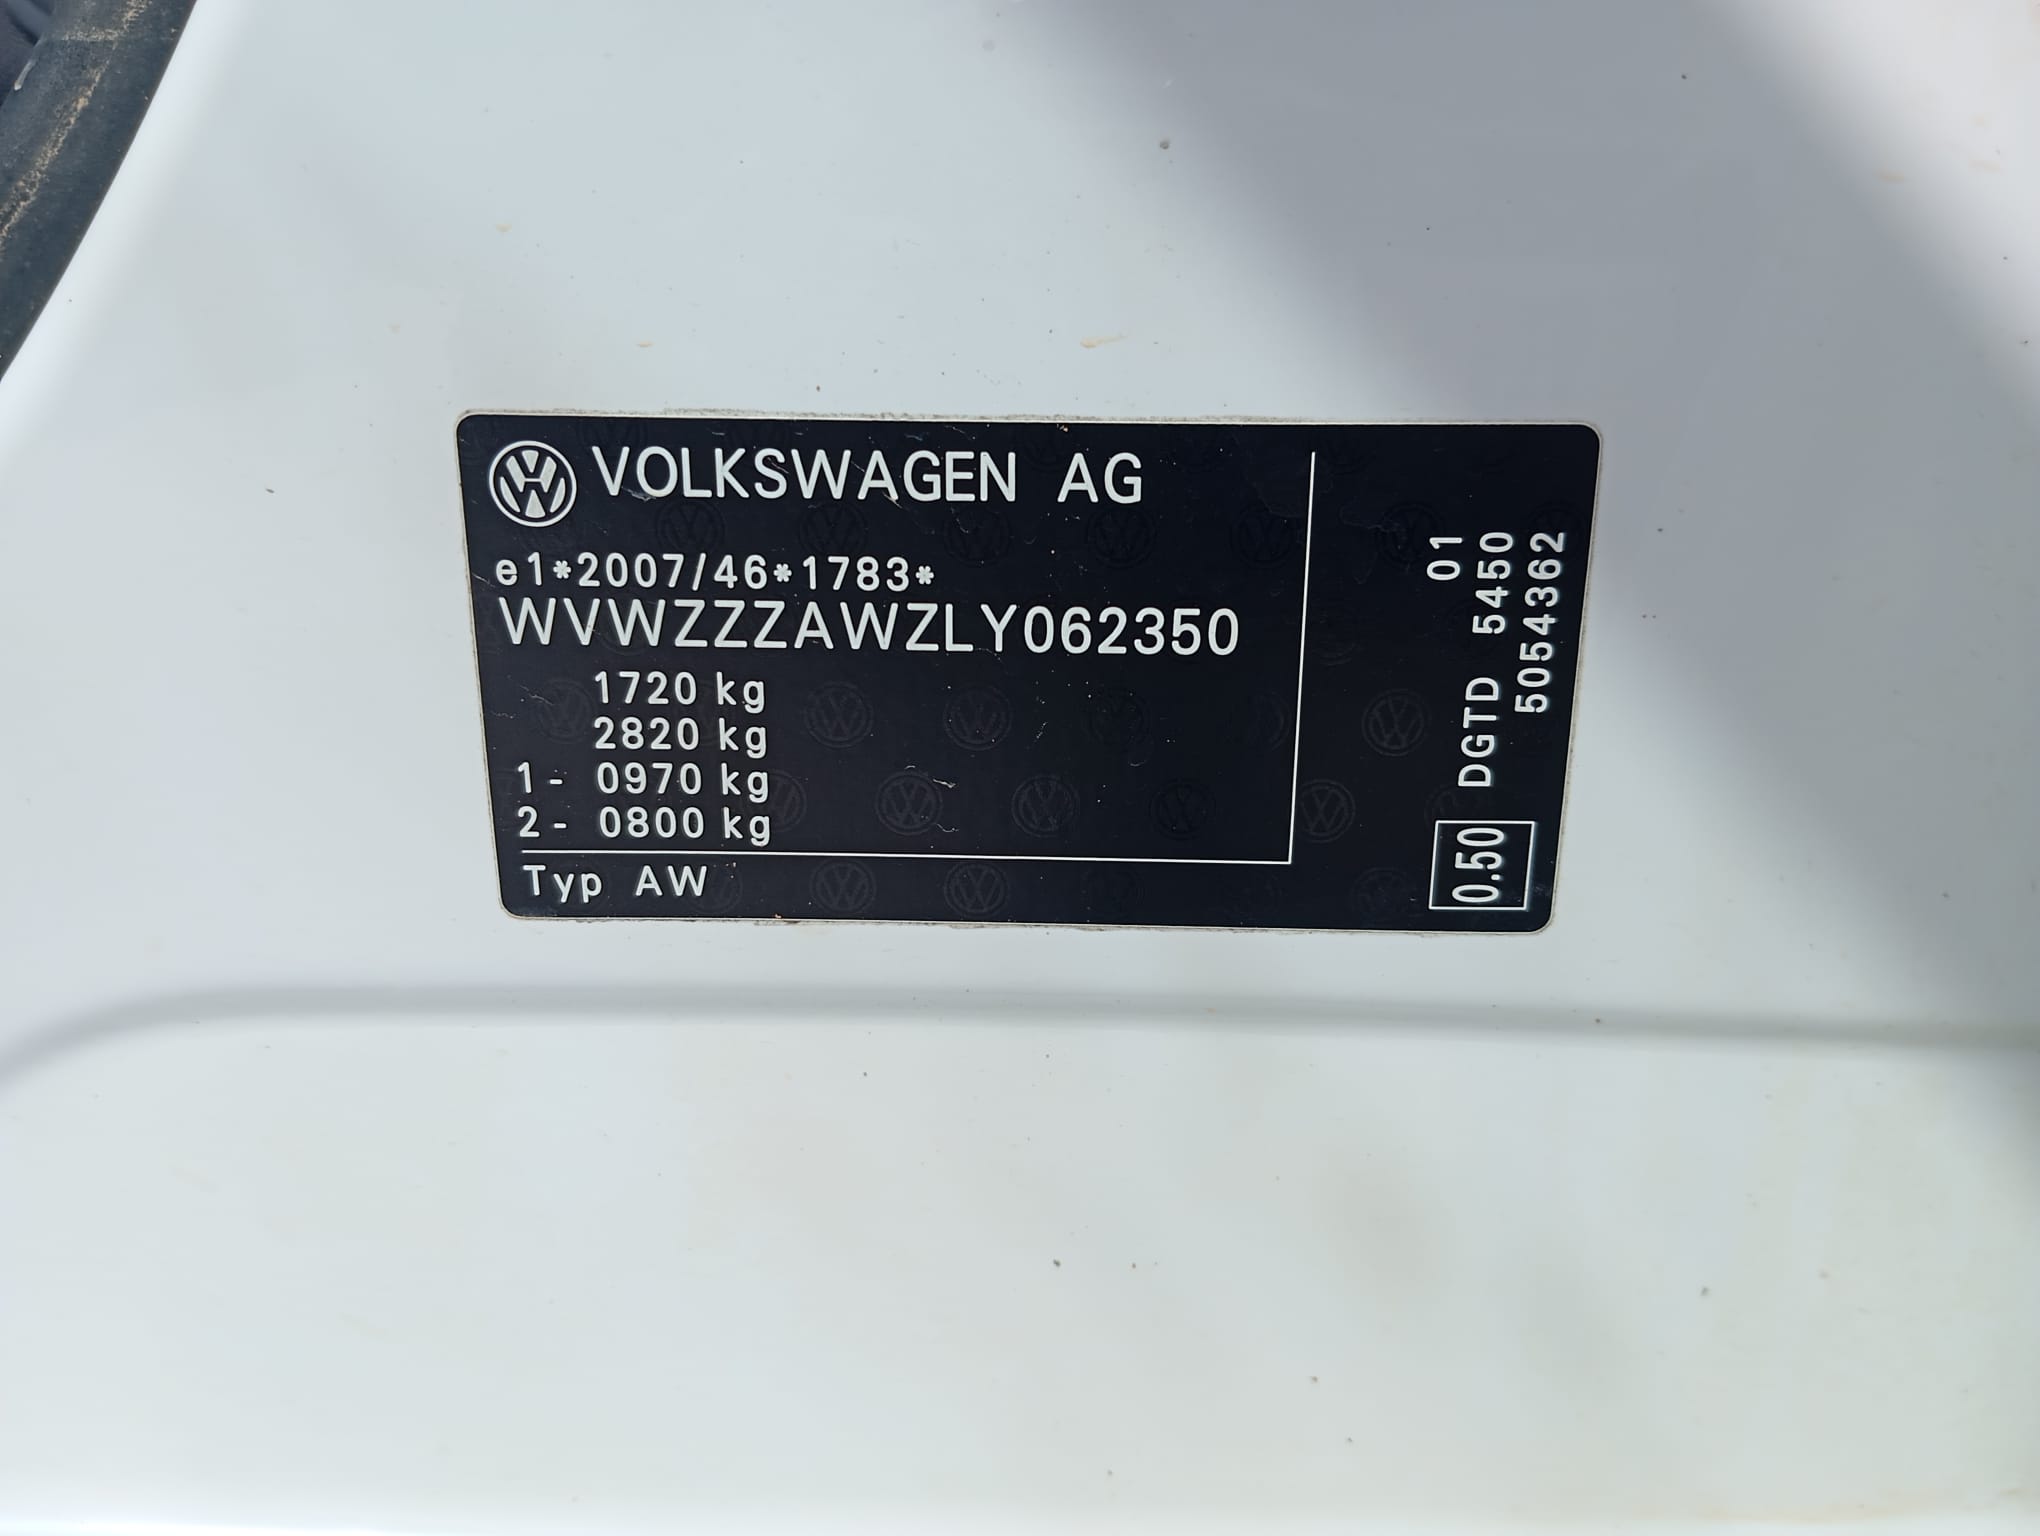 VOLKSWAGEN AG
e1*2007/46*1783*
WVWZZZAWZLY062350
1720 kg
2820 kg
1- 0970 kg
2- 0800 kg
Typ AW
01
0.50 DGTD 5450
5054362